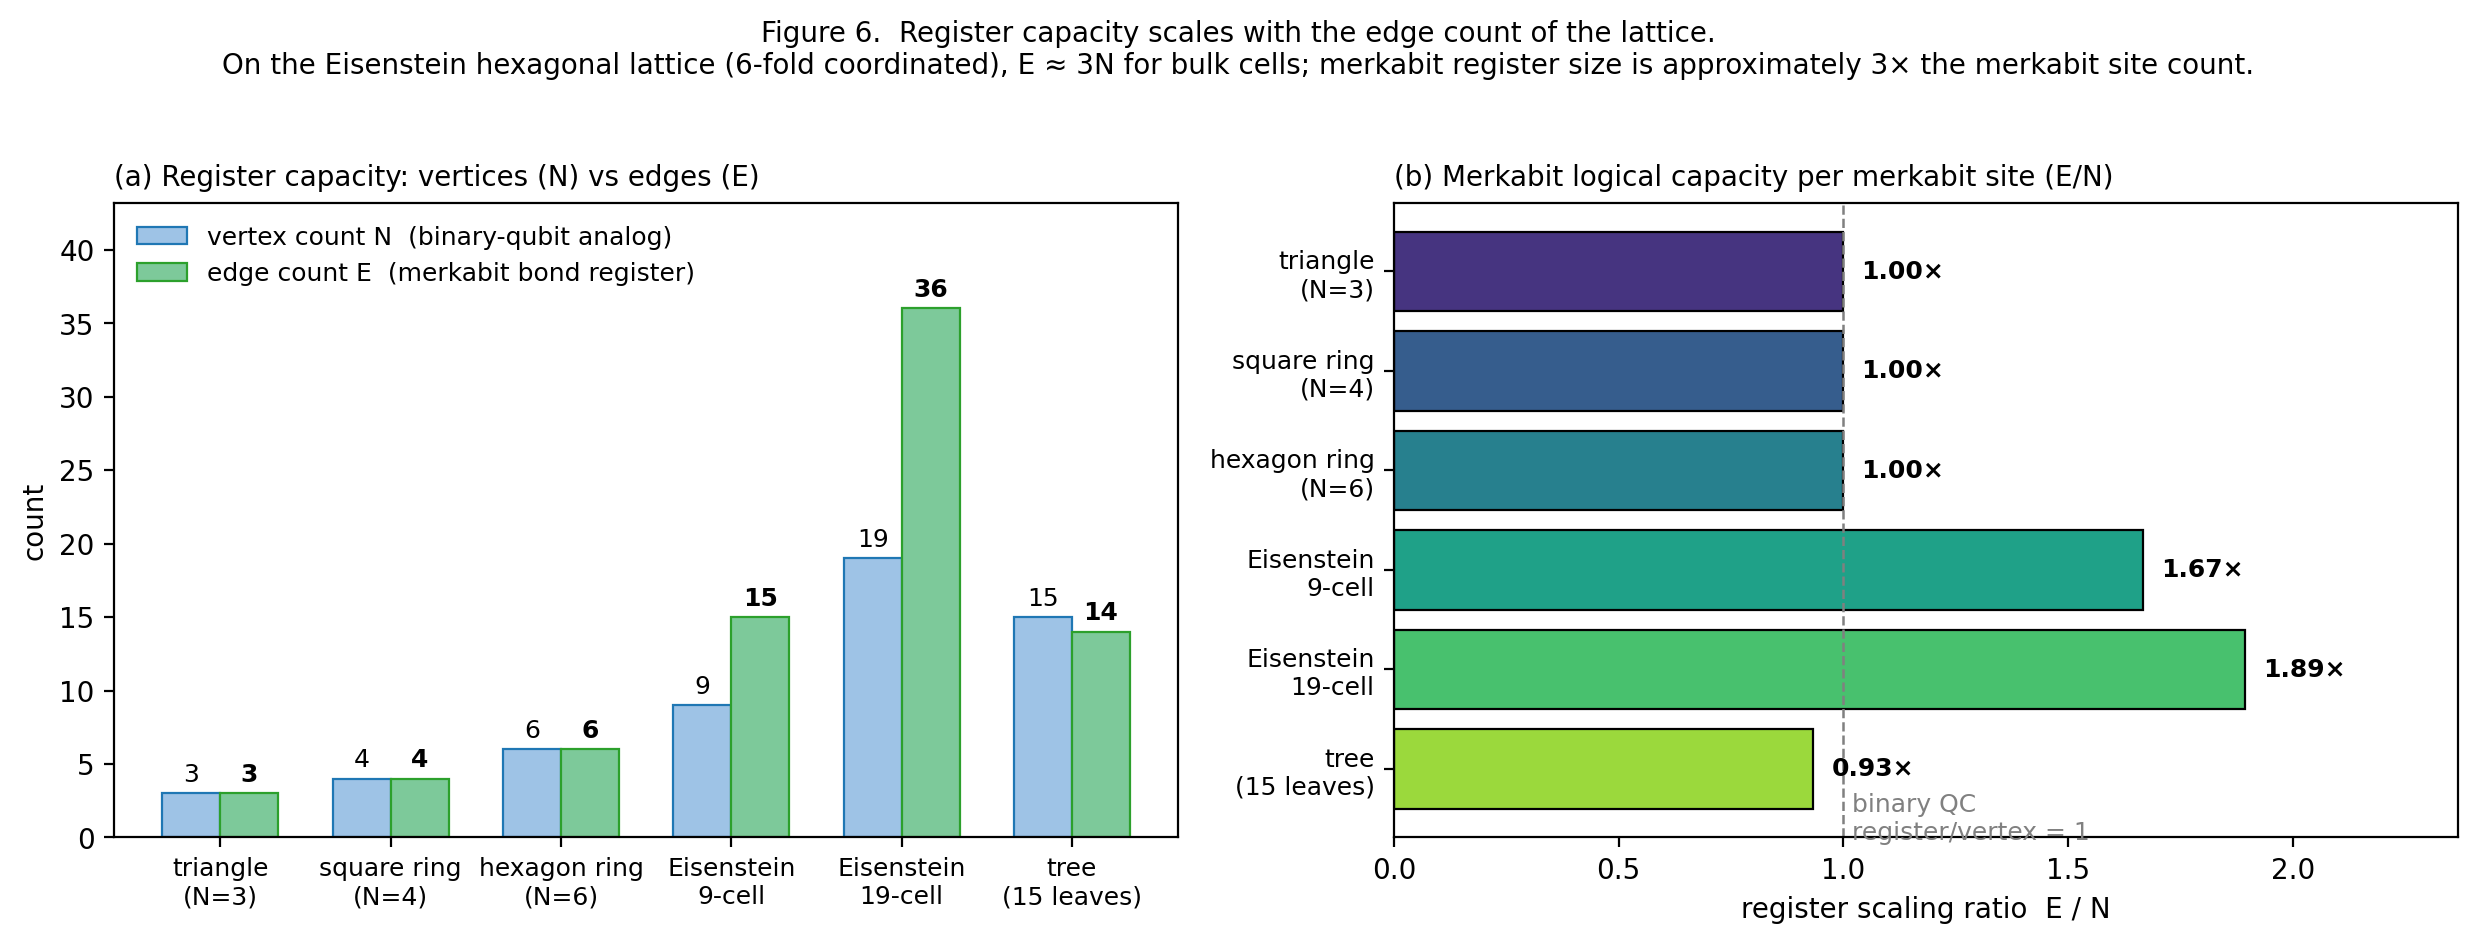 Figure 6.  Register capacity scales with the edge count of the lattice.
On the Eisenstein hexagonal lattice (6-fold coordinated), E ≈ 3N for bulk cells; merkabit register size is approximately 3× the merkabit site count.
(a) Register capacity: vertices (N) vs edges (E)
vertex count N  (binary-qubit analog)
edge count E  (merkabit bond register)
count
40
35
30
25
20
15
10
5
0
3
3
4
4
6
6
9
15
19
36
15
14
triangle
(N=3)
square ring
(N=4)
hexagon ring
(N=6)
Eisenstein
9-cell
Eisenstein
19-cell
tree
(15 leaves)
(b) Merkabit logical capacity per merkabit site (E/N)
triangle
(N=3)
1.00×
square ring
(N=4)
1.00×
hexagon ring
(N=6)
1.00×
Eisenstein
9-cell
1.67×
Eisenstein
19-cell
1.89×
tree
(15 leaves)
0.93×
binary QC
register/vertex = 1
0.0
0.5
1.0
1.5
2.0
register scaling ratio  E / N